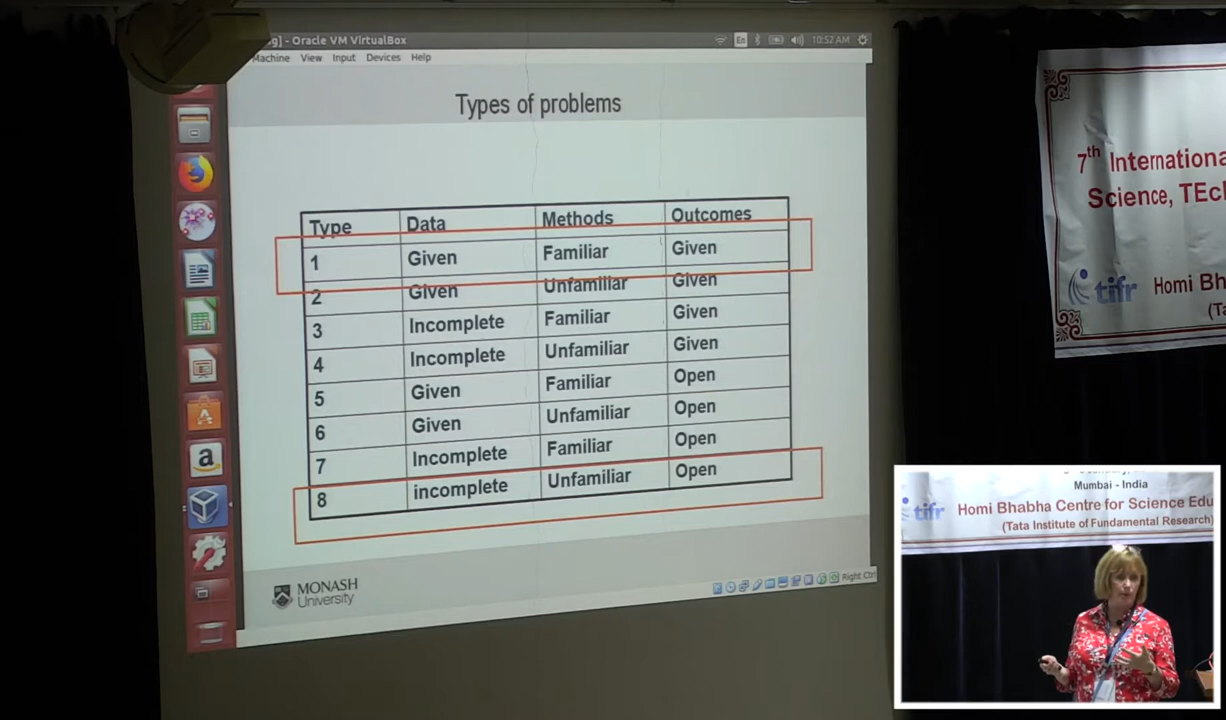 g] - Oracle VM VirtualBox
En
10:52 AM
Machine View Input Devices Help
Types of problems
Type Data Methods Outcomes
1 Given Familiar Given
2 Given Unfamiliar Given
3 Incomplete Familiar Given
4 Incomplete Unfamiliar Given
5 Given Familiar Open
6 Given Unfamiliar Open
7 Incomplete Familiar Open
8 incomplete Unfamiliar Open
MONASH
University
Right Ctrl
a
7th Internationa
Science, TEc
tifr Homi Bh
(Ta
Mumbai - India
tifr Homi Bhabha Centre for Science Edu
(Tata Institute of Fundamental Research)